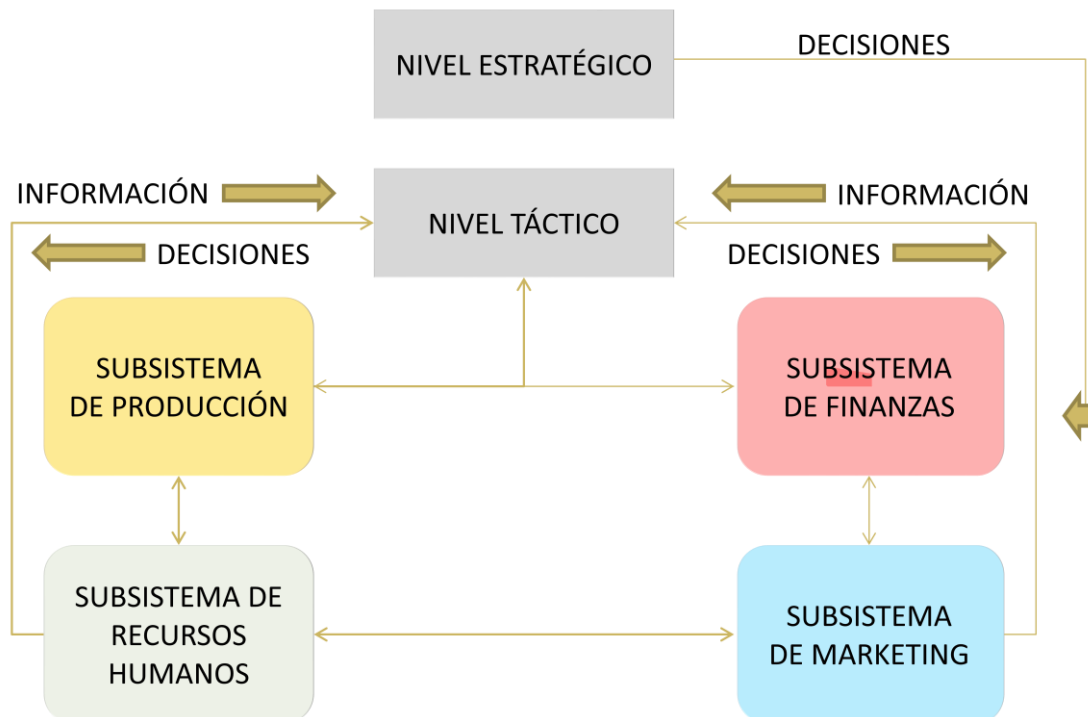 DECISIONES
NIVEL ESTRATÉGICO
INFORMACIÓN
INFORMACIÓN
NIVEL TÁCTICO
DECISIONES
DECISIONES
SUBSISTEMA
DE PRODUCCIÓN
SUBSISTEMA
DE FINANZAS
SUBSISTEMA DE
RECURSOS
HUMANOS
SUBSISTEMA
DE MARKETING